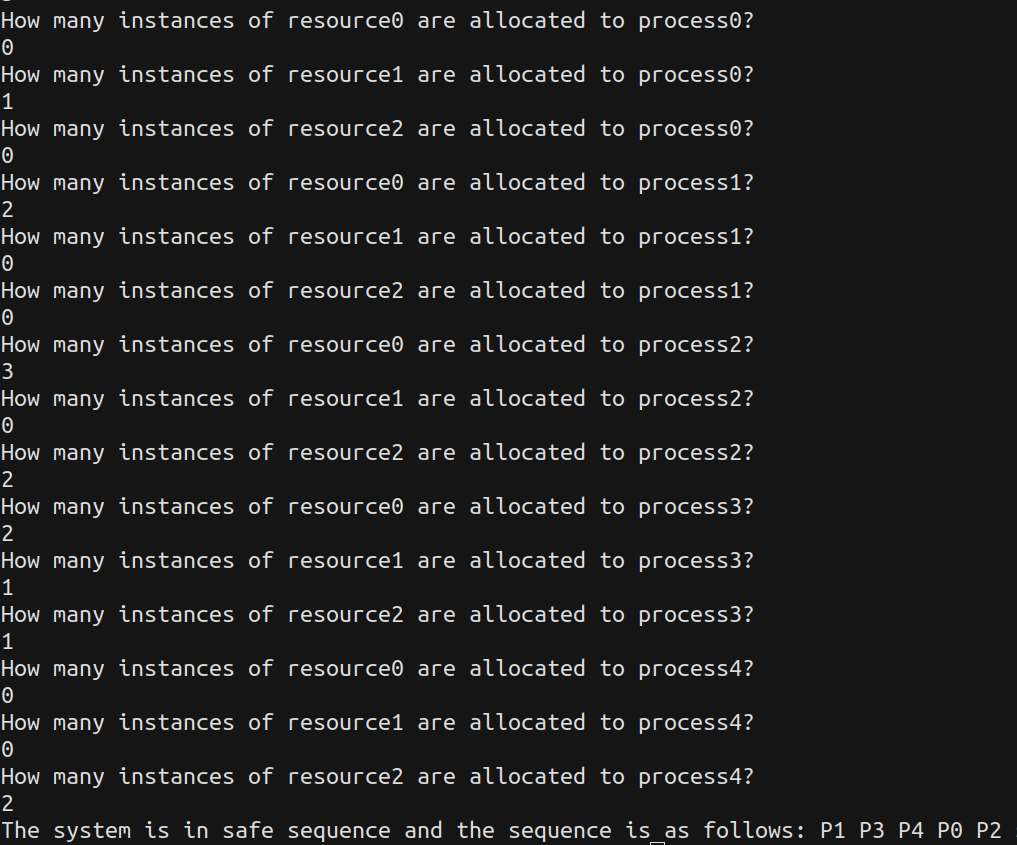 How many instances of resource0 are allocated to process0?
0
How many instances of resource1 are allocated to process0?
1
How many instances of resource2 are allocated to process0?
0
How many instances of resource0 are allocated to process1?
2
How many instances of resource1 are allocated to process1?
0
How many instances of resource2 are allocated to process1?
0
How many instances of resource0 are allocated to process2?
3
How many instances of resource1 are allocated to process2?
0
How many instances of resource2 are allocated to process2?
2
How many instances of resource0 are allocated to process3?
2
How many instances of resource1 are allocated to process3?
1
How many instances of resource2 are allocated to process3?
1
How many instances of resource0 are allocated to process4?
0
How many instances of resource1 are allocated to process4?
0
How many instances of resource2 are allocated to process4?
2
The system is in safe sequence and the sequence is as follows: P1 P3 P4 P0 P2